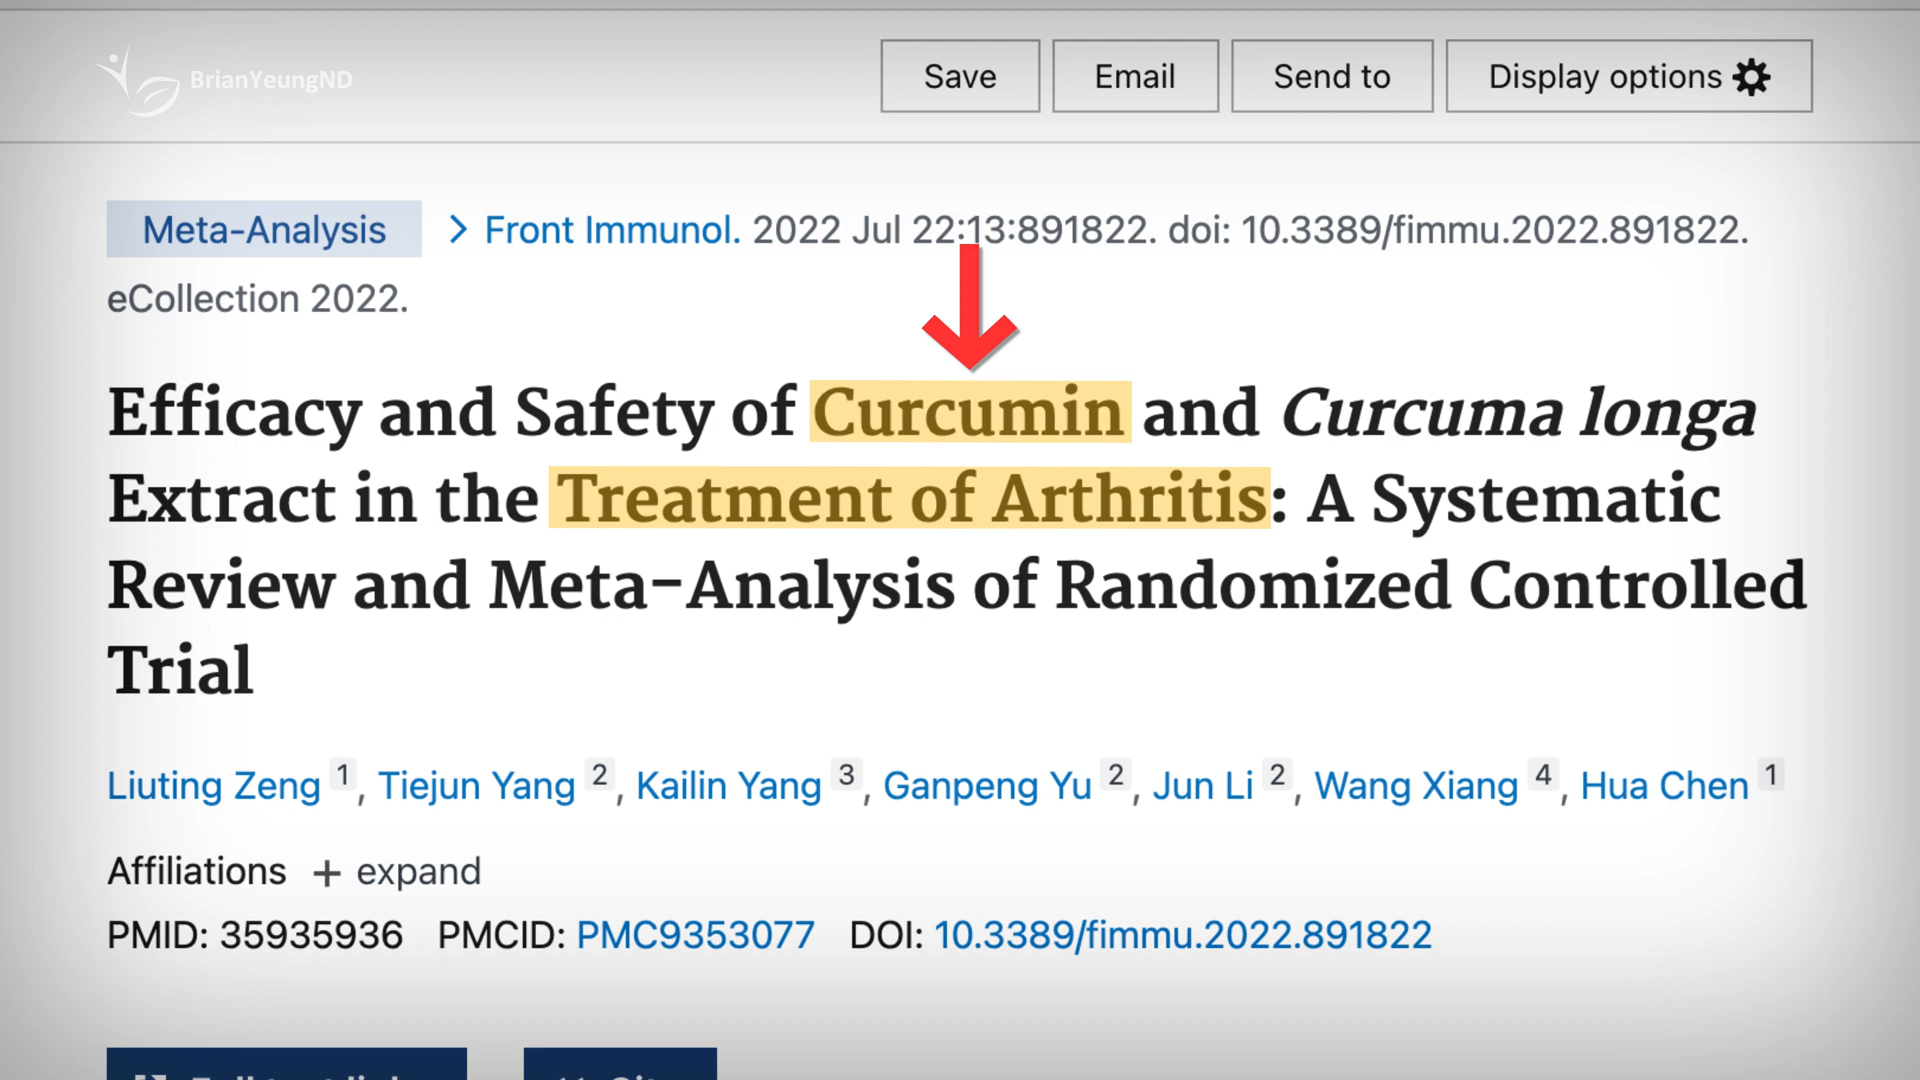 BrianYeungND
Save Email Send to Display options
Meta-Analysis > Front Immunol. 2022 Jul 22:13:891822. doi: 10.3389/fimmu.2022.891822.
eCollection 2022.
Efficacy and Safety of Curcumin and Curcuma longa
Extract in the Treatment of Arthritis: A Systematic
Review and Meta-Analysis of Randomized Controlled
Trial
Liuting Zeng 1, Tiejun Yang 2, Kailin Yang 3, Ganpeng Yu 2, Jun Li 2, Wang Xiang 4, Hua Chen 1
Affiliations + expand
PMID: 35935936 PMCID: PMC9353077 DOI: 10.3389/fimmu.2022.891822